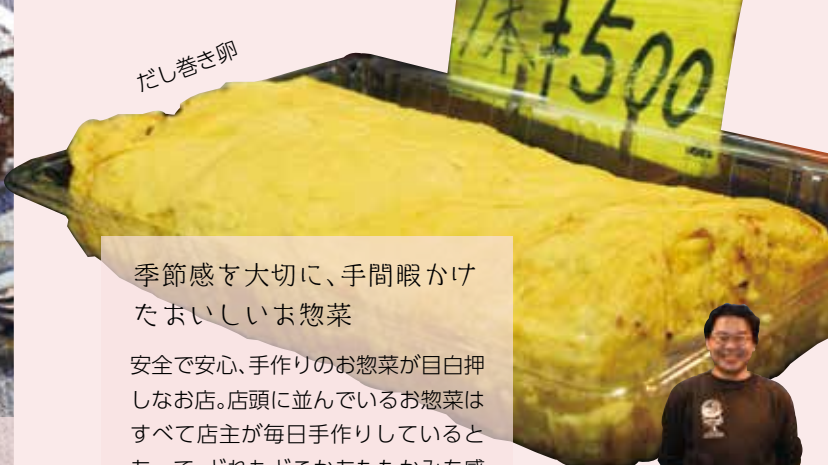 だし巻き卵
1本 ¥500
季節感を大切に、手間暇かけ
たおいしいお惣菜
安全で安心、手作りのお惣菜が目白押
しなお店。店頭に並んでいるお惣菜は
すべて店主が毎日手作りしていると